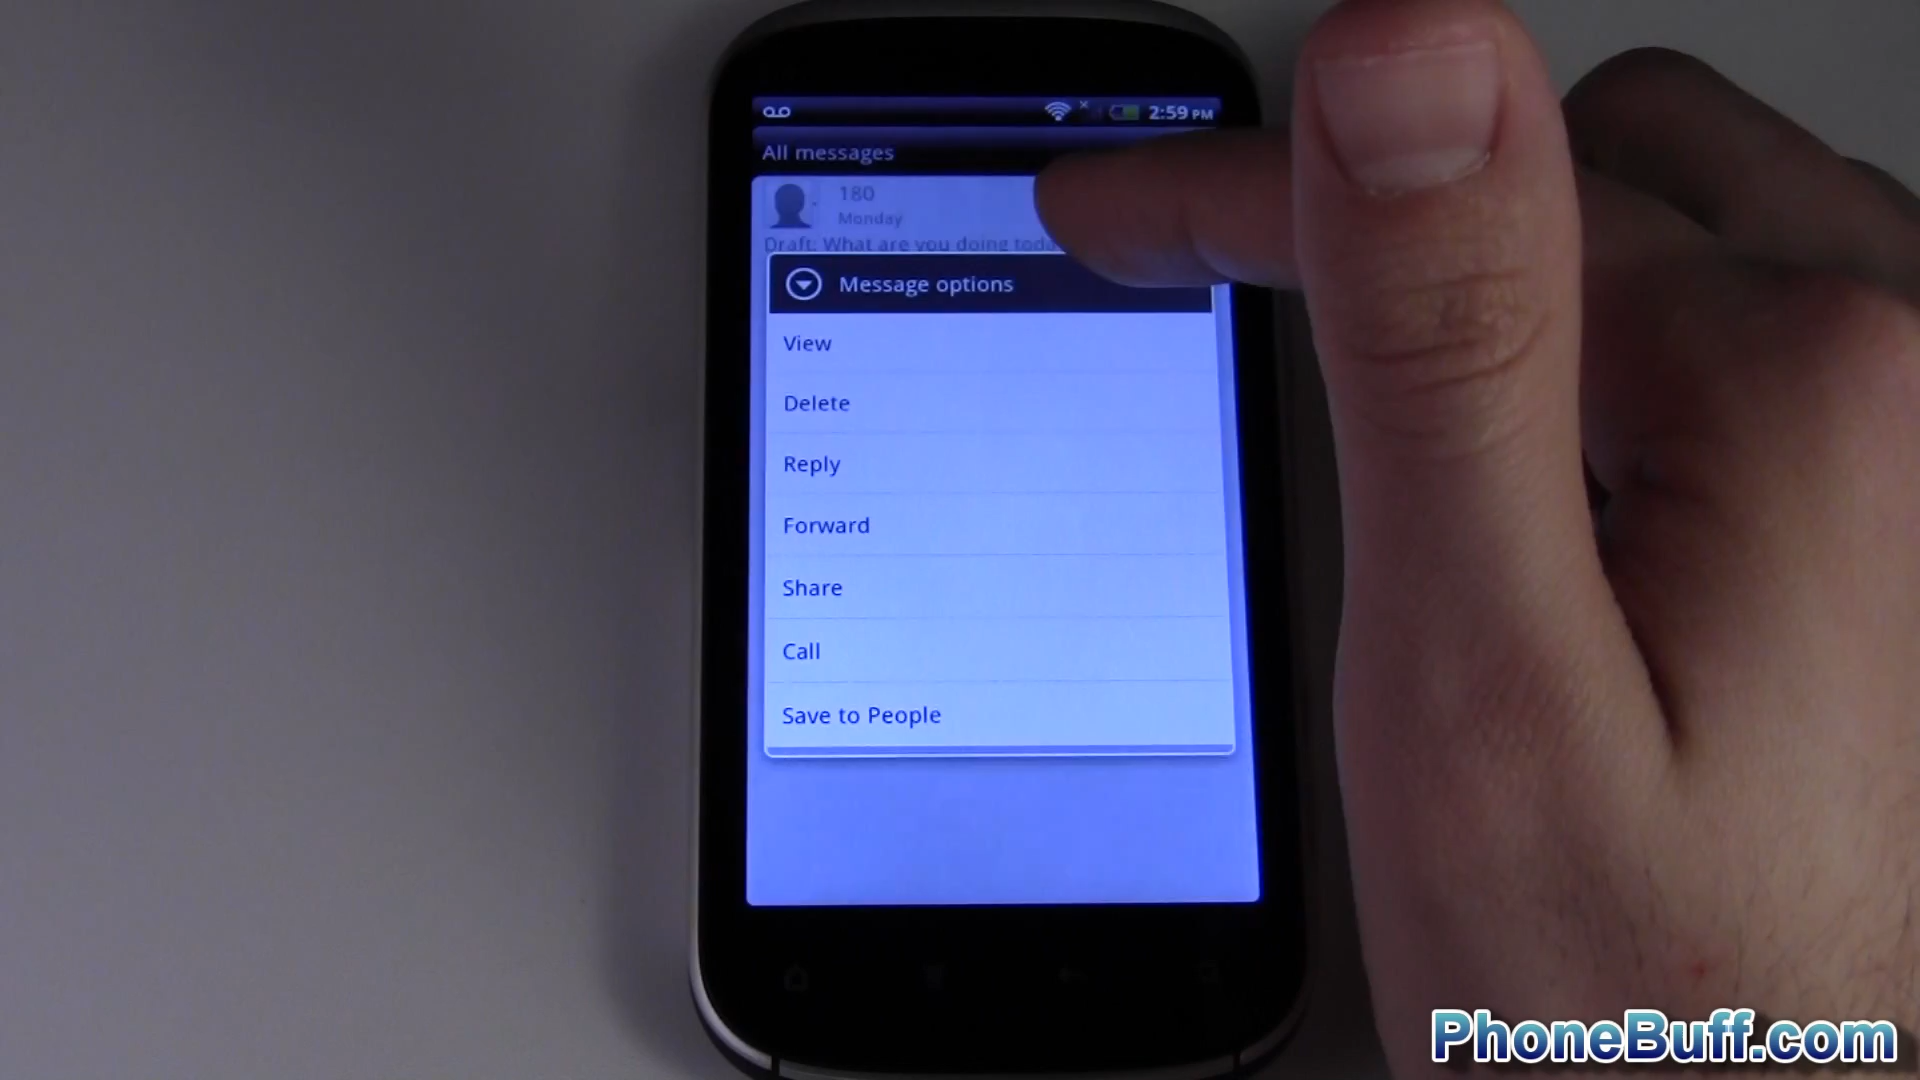 2:59 PM
All messages
180
Monday
Draft: What are you doing
Message options
View
Delete
Reply
Forward
Share
Call
Save to People
PhoneBuff.com